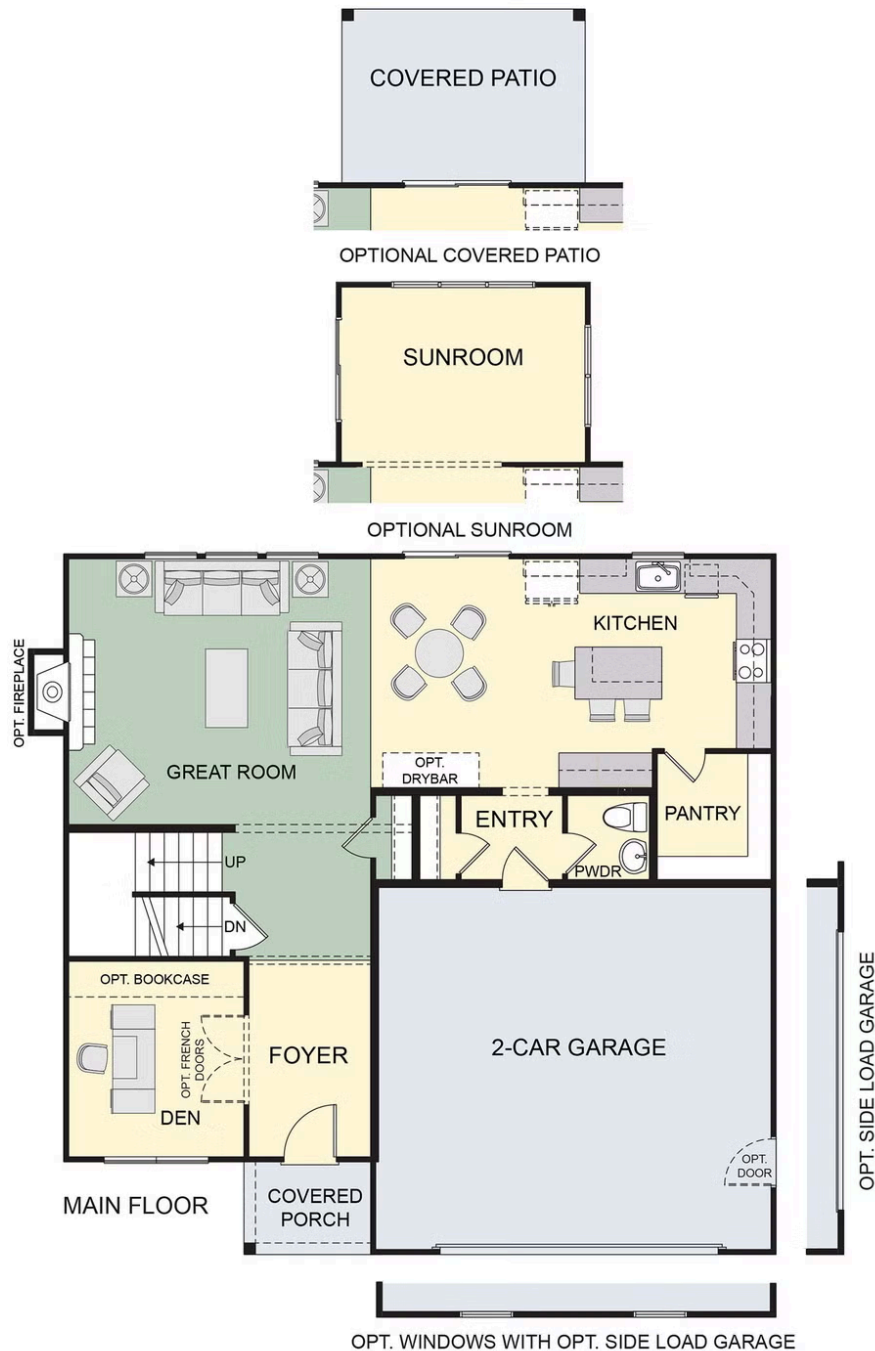 COVERED PATIO
OPTIONAL COVERED PATIO
SUNROOM
OPTIONAL SUNROOM
OPT. FIREPLACE
KITCHEN
GREAT ROOM
OPT.
DRYBAR
ENTRY
PANTRY
UP
PWDR
DN
OPT. BOOKCASE
OPT. FRENCH
DOORS
FOYER
2-CAR GARAGE
DEN
OPT.
DOOR
OPT. SIDE LOAD GARAGE
MAIN FLOOR
COVERED
PORCH
OPT. WINDOWS WITH OPT. SIDE LOAD GARAGE